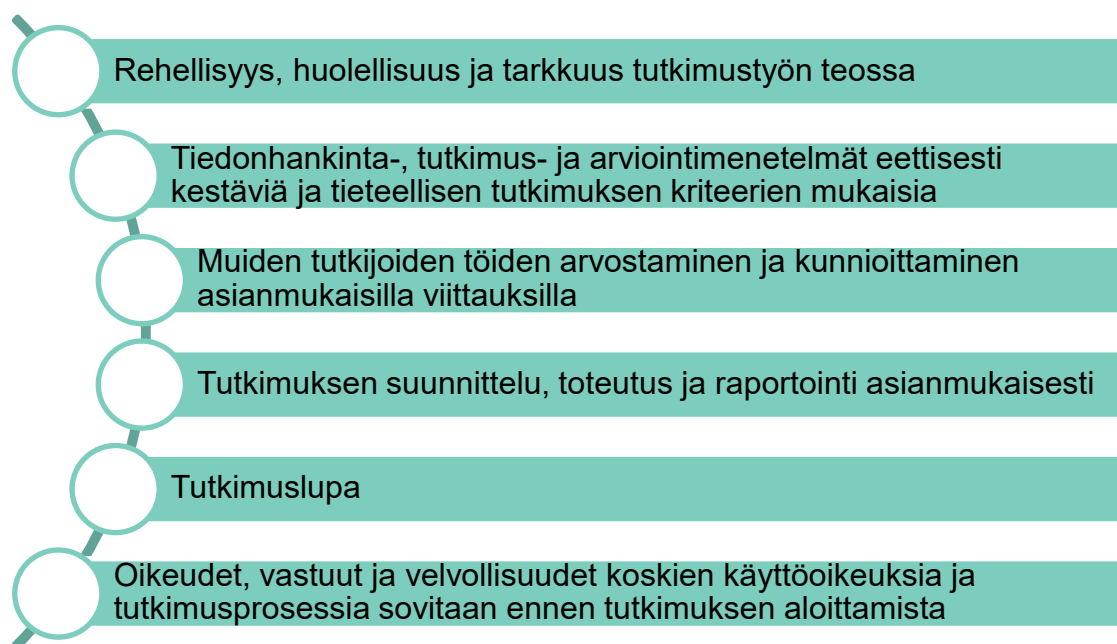 Rehellisyys, huolellisuus ja tarkkuus tutkimustyön teossa
Tiedonhankinta-, tutkimus- ja arviointimenetelmät eettisesti
kestäviä ja tieteellisen tutkimuksen kriteerien mukaisia
Muiden tutkijoiden töiden arvostaminen ja kunnioittaminen
asianmukaisilla viittauksilla
Tutkimuksen suunnittelu, toteutus ja raportointi asianmukaisesti
Tutkimuslupa
Oikeudet, vastuut ja velvollisuudet koskien käyttöoikeuksia ja
tutkimusprosessia sovitaan ennen tutkimuksen aloittamista